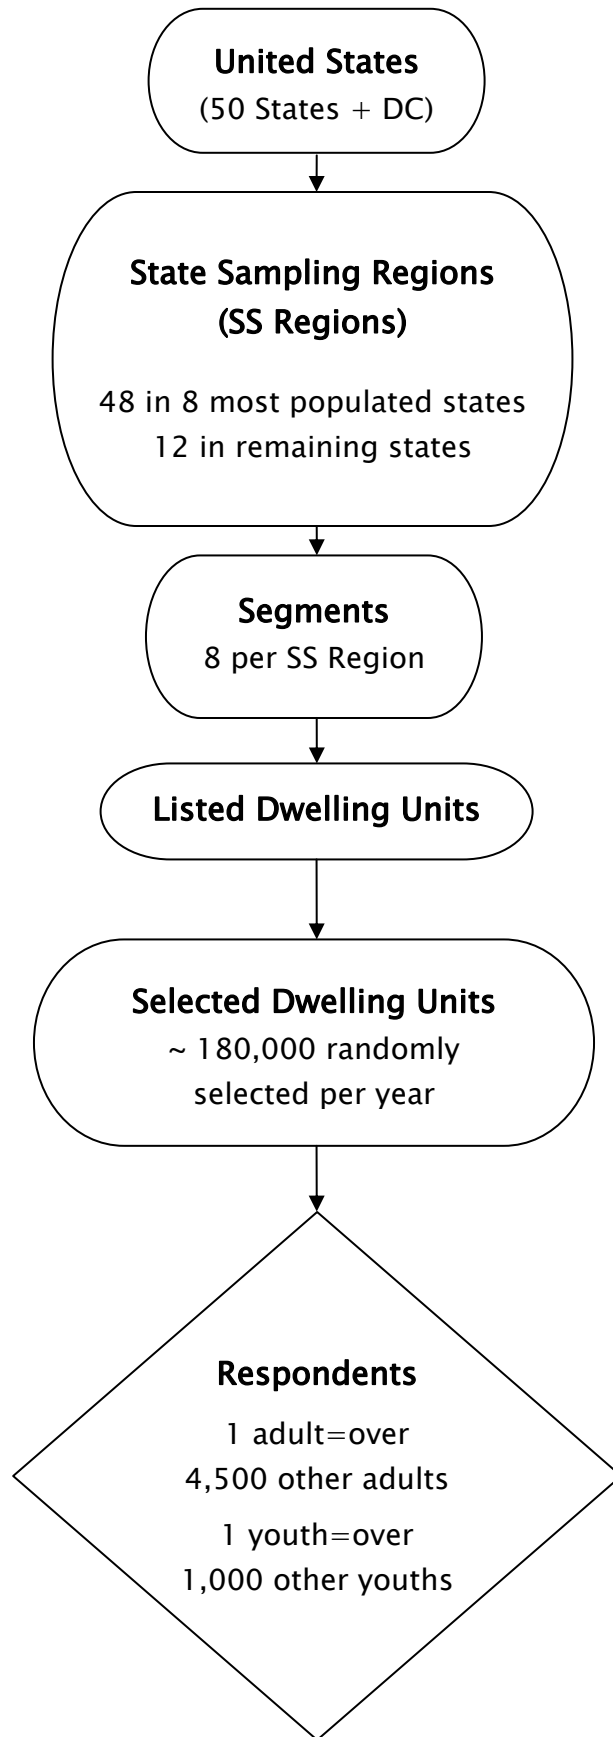 United States
(50 States + DC)
State Sampling Regions
(SS Regions)
48 in 8 most populated states
12 in remaining states
Segments
8 per SS Region
Listed Dwelling Units
Selected Dwelling Units
~ 180,000 randomly
selected per year
Respondents
1 adult=over
4,500 other adults
1 youth=over
1,000 other youths